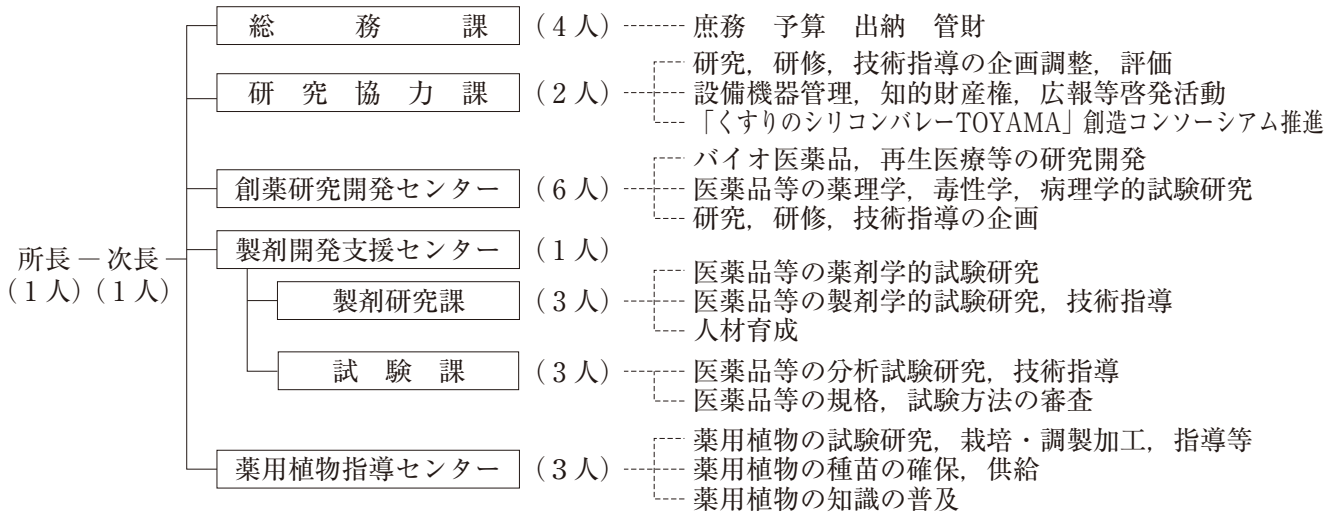 総務課（4人） 庶務 予算 出納 管財
研究，研修，技術指導の企画調整，評価
研究協力課（2人） 設備機器管理，知的財産権，広報等啓発活動
「くすりのシリコンバレーTOYAMA」創造コンソーシアム推進
バイオ医薬品，再生医療等の研究開発
創薬研究開発センター（6人） 医薬品等の薬理学，毒性学，病理学的試験研究
研究，研修，技術指導の企画
製剤開発支援センター（1人）
所長－次長
（1人）（1人）
医薬品等の薬剤学的試験研究
製剤研究課（3人） 医薬品等の製剤学的試験研究，技術指導
人材育成
試験課（3人） 医薬品等の分析試験研究，技術指導
医薬品等の規格，試験方法の審査
薬用植物の試験研究，栽培・調製加工，指導等
薬用植物指導センター（3人） 薬用植物の種苗の確保，供給
薬用植物の知識の普及